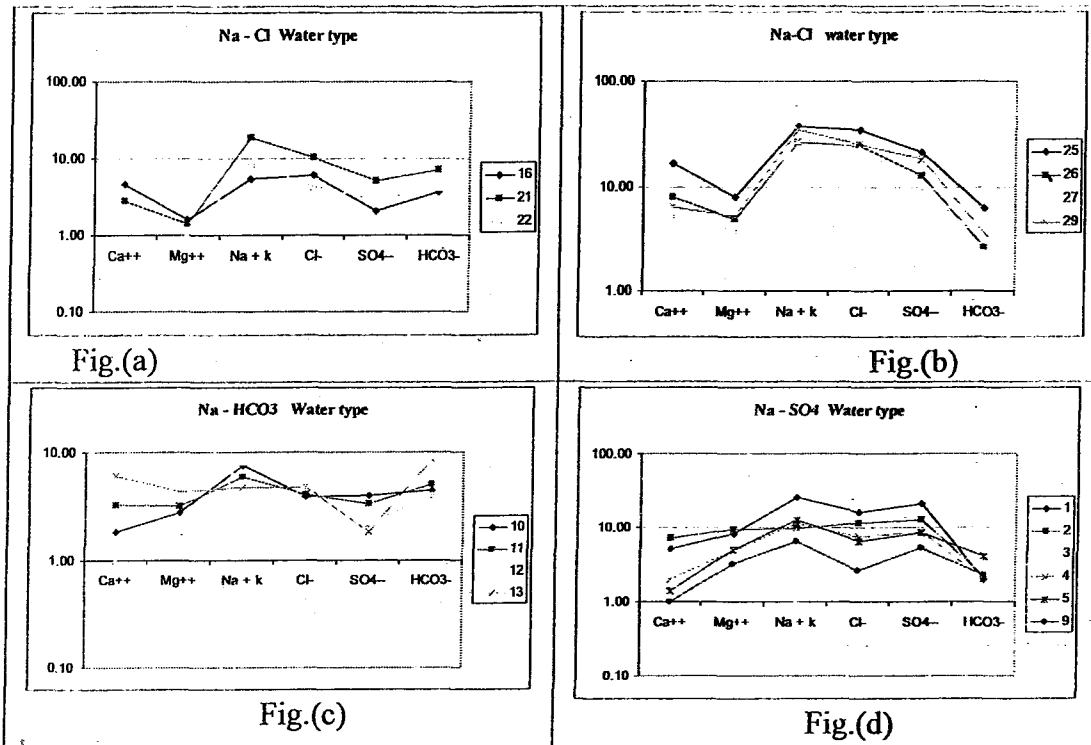 Na - Cl Water type
100.00
10.00
1.00
0.10
Ca++ Mg++ Na + k Cl- SO4-- HCO3-
16
21
22
Fig.(a)
Na-Cl water type
100.00
10.00
1.00
Ca++ Mg++ Na + k Cl- SO4-- HCO3-
25
26
27
29
Fig.(b)
Na - HCO3 Water type
10.00
1.00
0.10
Ca++ Mg++ Na + k Cl- SO4-- HCO3-
10
11
12
13
Fig.(c)
Na - SO4 Water type
100.00
10.00
1.00
0.10
Ca++ Mg++ Na + k Cl- SO4-- HCO3-
1
2
3
4
5
9
Fig.(d)